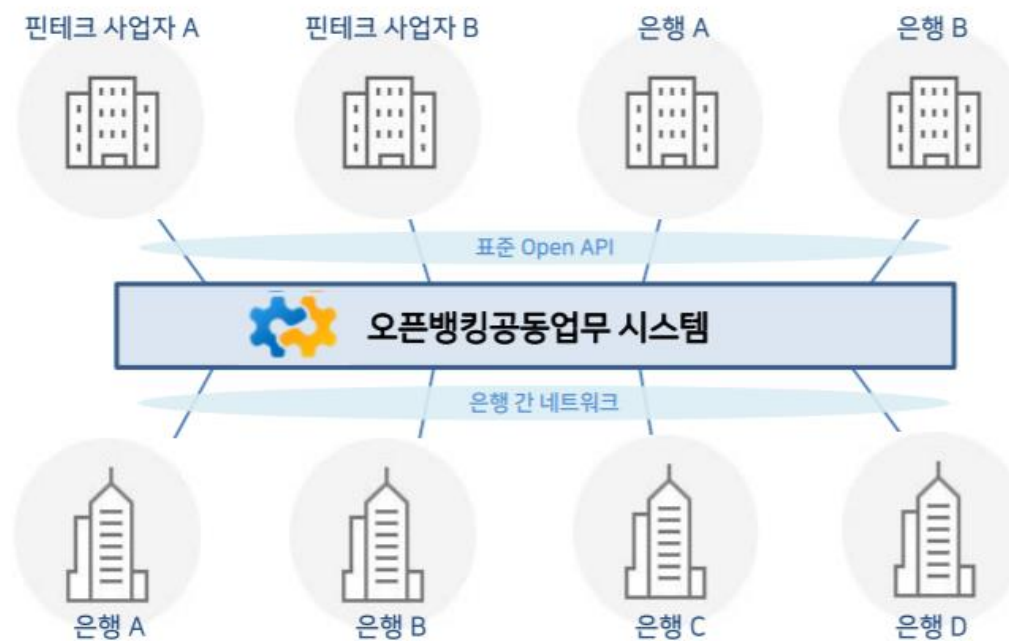 핀테크 사업자 A
핀테크 사업자 B
은행 A
은행 B
표준 Open API
오픈뱅킹공동업무 시스템
은행 간 네트워크
은행 A
은행 B
은행 C
은행 D